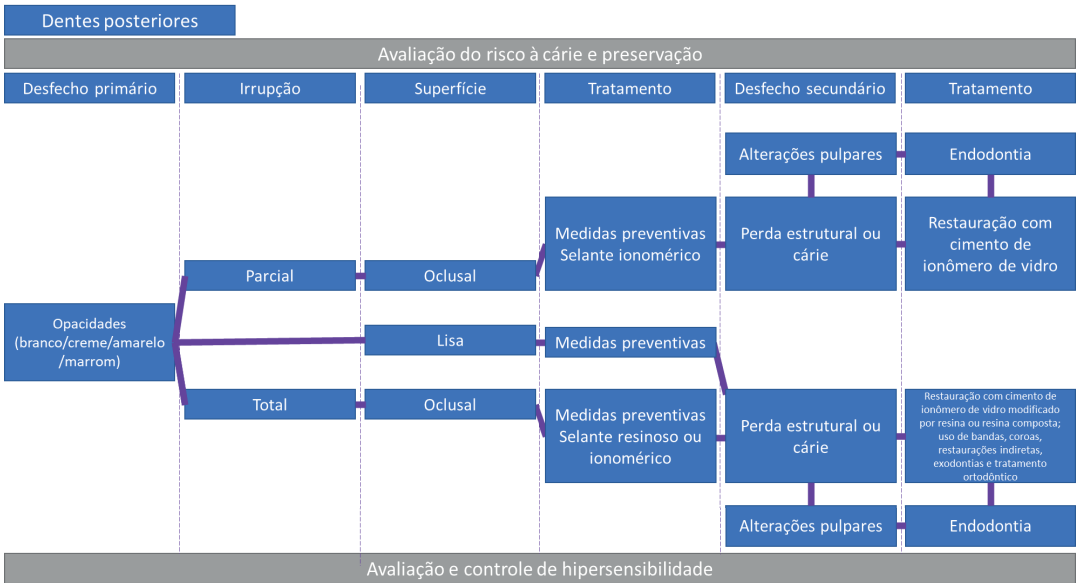 Dentes posteriores
Avaliação do risco à cárie e preservação
Desfecho primário
Irrupção
Superfície
Tratamento
Desfecho secundário
Tratamento
Alterações pulpares
Endodontia
Medidas preventivas
Selante ionomérico
Perda estrutural ou
cárie
Restauração com
cimento de
ionômero de vidro
Parcial
Oclusal
Opacidades
(branco/creme/amarelo
/marrom)
Lisa
Medidas preventivas
Total
Oclusal
Medidas preventivas
Selante resinoso ou
ionomérico
Perda estrutural ou
cárie
Restauração com cimento de
ionômero de vidro modificado
por resina ou resina composta;
uso de bandas, coroas,
restaurações indiretas,
exodontias e tratamento
ortodôntico
Alterações pulpares
Endodontia
Avaliação e controle de hipersensibilidade